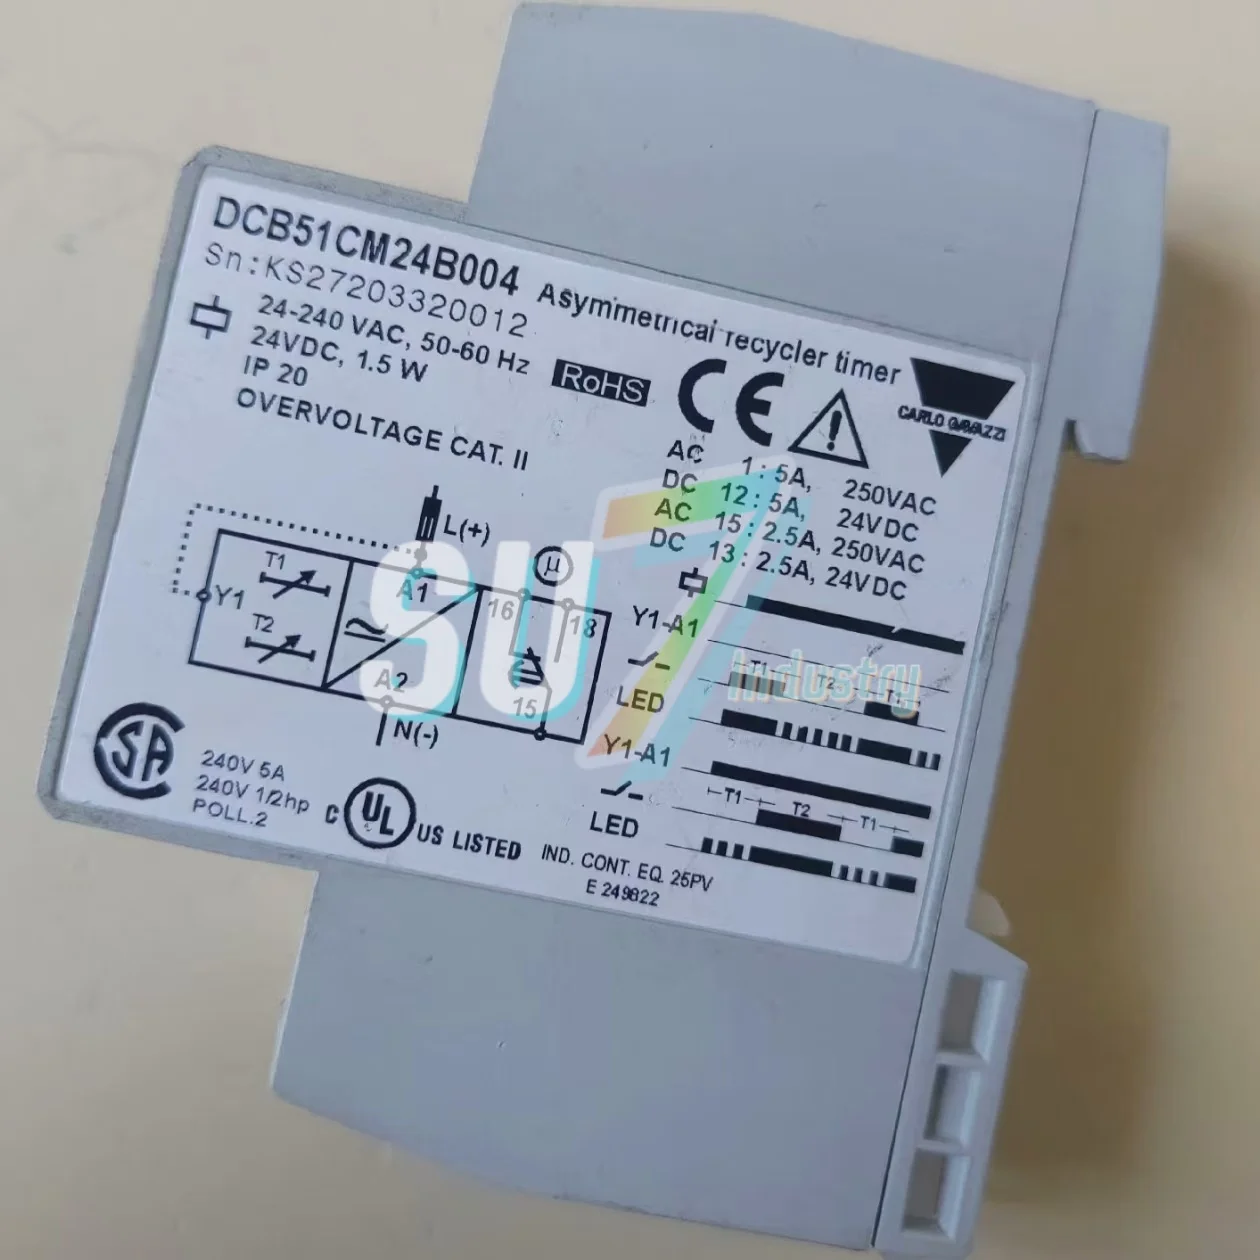 DCB51CM24B004 Asymmetrical recycler timer
Sn:KS27203320012
24-240 VAC, 50-60 Hz
24VDC, 1.5 W
IP 20
OVERVOLTAGE CAT. II
RoHS
CE
CARLO GAVAZZI
AC 1 : 5A, 250VAC
DC 12 : 5A, 24VDC
AC 15 : 2.5A, 250VAC
DC 13 : 2.5A, 24VDC
L(+)
μ
T1
Y1
T2
A1
16
18
A2
15
N(-)
Y1-A1
T1 T2 T1
LED
Y1-A1
T1 T2 T1
LED
SA
240V 5A
240V 1/2hp
POLL.2
C UL US LISTED IND. CONT. EQ. 25PV
E 249822
SU7
industry